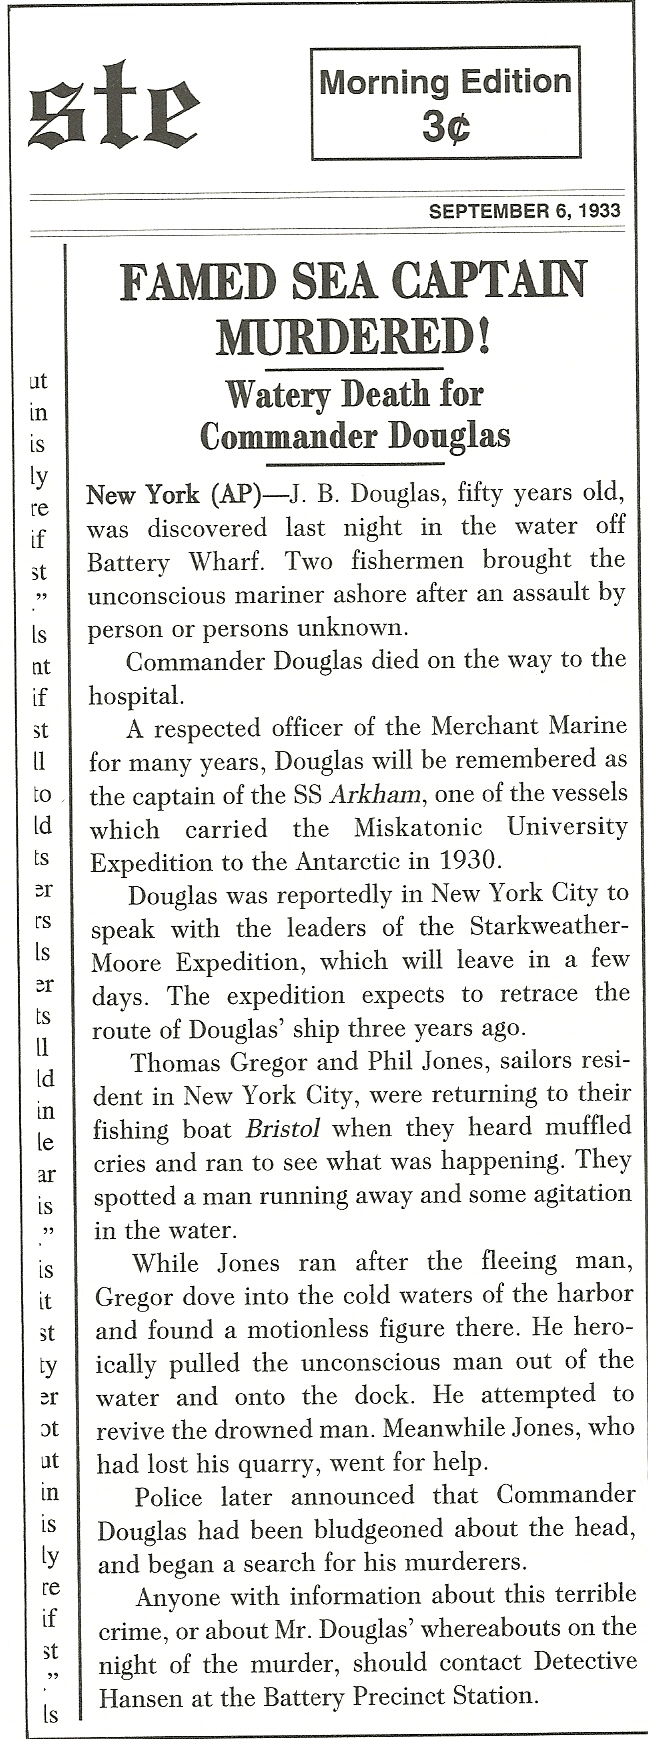 ste
Morning Edition
3¢
SEPTEMBER 6, 1933
FAMED SEA CAPTAIN
MURDERED!
Watery Death for
Commander Douglas
New York (AP)—J. B. Douglas, fifty years old,
was discovered last night in the water off
Battery Wharf. Two fishermen brought the
unconscious mariner ashore after an assault by
person or persons unknown.
Commander Douglas died on the way to the
hospital.
A respected officer of the Merchant Marine
for many years, Douglas will be remembered as
the captain of the SS Arkham, one of the vessels
which carried the Miskatonic University
Expedition to the Antarctic in 1930.
Douglas was reportedly in New York City to
speak with the leaders of the Starkweather-
Moore Expedition, which will leave in a few
days. The expedition expects to retrace the
route of Douglas' ship three years ago.
Thomas Gregor and Phil Jones, sailors resi-
dent in New York City, were returning to their
fishing boat Bristol when they heard muffled
cries and ran to see what was happening. They
spotted a man running away and some agitation
in the water.
While Jones ran after the fleeing man,
Gregor dove into the cold waters of the harbor
and found a motionless figure there. He hero-
ically pulled the unconscious man out of the
water and onto the dock. He attempted to
revive the drowned man. Meanwhile Jones, who
had lost his quarry, went for help.
Police later announced that Commander
Douglas had been bludgeoned about the head,
and began a search for his murderers.
Anyone with information about this terrible
crime, or about Mr. Douglas' whereabouts on the
night of the murder, should contact Detective
Hansen at the Battery Precinct Station.
ut
in
is
ly
re
if
st
."
ls
nt
if
st
ll
to
ld
ts
er
rs
ls
er
ts
ll
ld
in
le
ar
is
."
is
it
st
ty
er
ot
ut
in
is
ly
re
if
st
."
ls